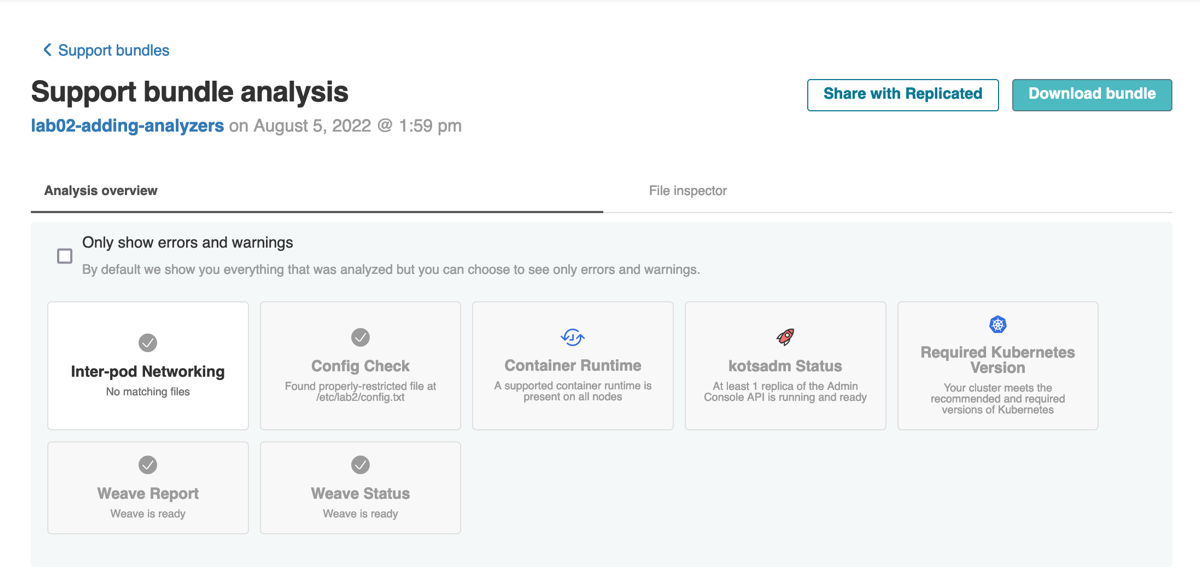 Support bundles
Support bundle analysis
Share with Replicated
Download bundle
lab02-adding-analyzers on August 5, 2022 @ 1:59 pm
Analysis overview
File inspector
Only show errors and warnings
By default we show you everything that was analyzed but you can choose to see only errors and warnings.
Inter-pod Networking
No matching files
Config Check
Found properly-restricted file at
/etc/lab2/config.txt
Container Runtime
A supported container runtime is
present on all nodes
kotsadm Status
At least 1 replica of the Admin
Console API is running and ready
Required Kubernetes
Version
Your cluster meets the
recommended and required
versions of Kubernetes
Weave Report
Weave is ready
Weave Status
Weave is ready